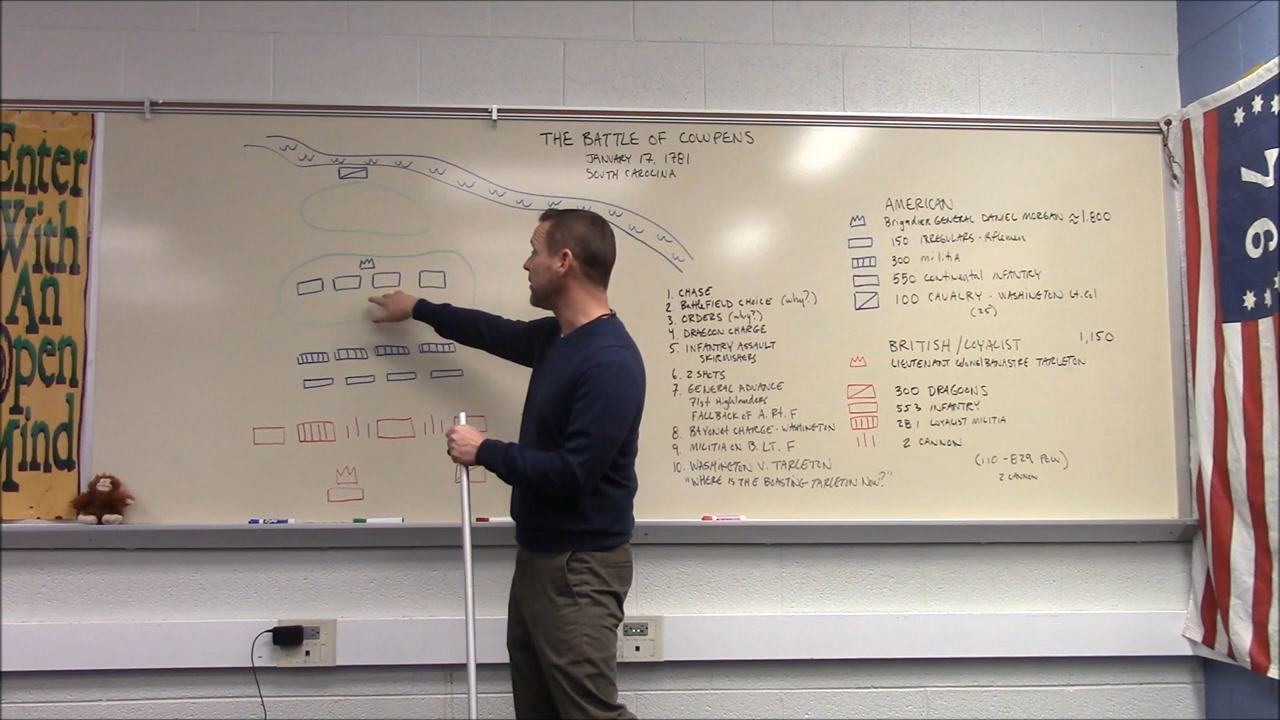 Enter
With
An
Open
Mind
THE BATTLE OF COWPENS
JANUARY 17, 1781
SOUTH CAROLINA
1. CHASE
2. BattleFIELD CHOICE (why?)
3. ORDERS (why?)
4. DRAGOON CHARGE
5. INFANTRY ASSAULT
SKIRMISHERS
6. 2 SHOTS
7. GENERAL ADVANCE
71st Highlanders
FALLBACK OF A. Rt. F
8. BAYONET CHARGE - WASHINGTON
9. MILITIA ON B. LT. F
10. WASHINGTON V. TARLETON
"WHERE IS THE BOASTING TARLETON NOW?"
AMERICAN
Brigadier GENERAL DANIEL MORGAN ≈ 1,800
150 IRREGULARS - Riflemen
300 militia
550 Continental INFANTRY
100 CAVALRY - WASHINGTON Lt. Col
(25)
BRITISH/LOYALIST 1,150
LIEUTENANT Colonel BANASTRE TARLETON
300 DRAGOONS
553 INFANTRY
281 LOYALIST MILITIA
2 CANNON
(110 - 829 POW)
2 CANNON
76